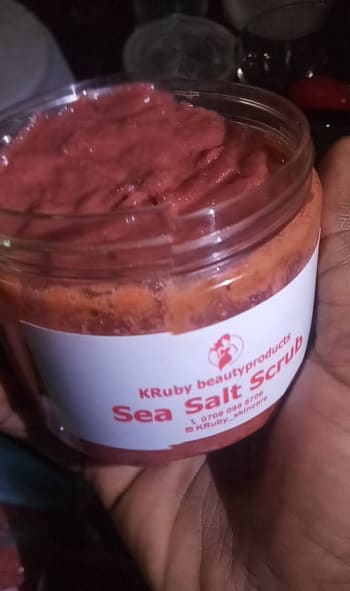 KRuby beautyproducts
Sea Salt Scrub
0706 098 8706
KRuby_skincare